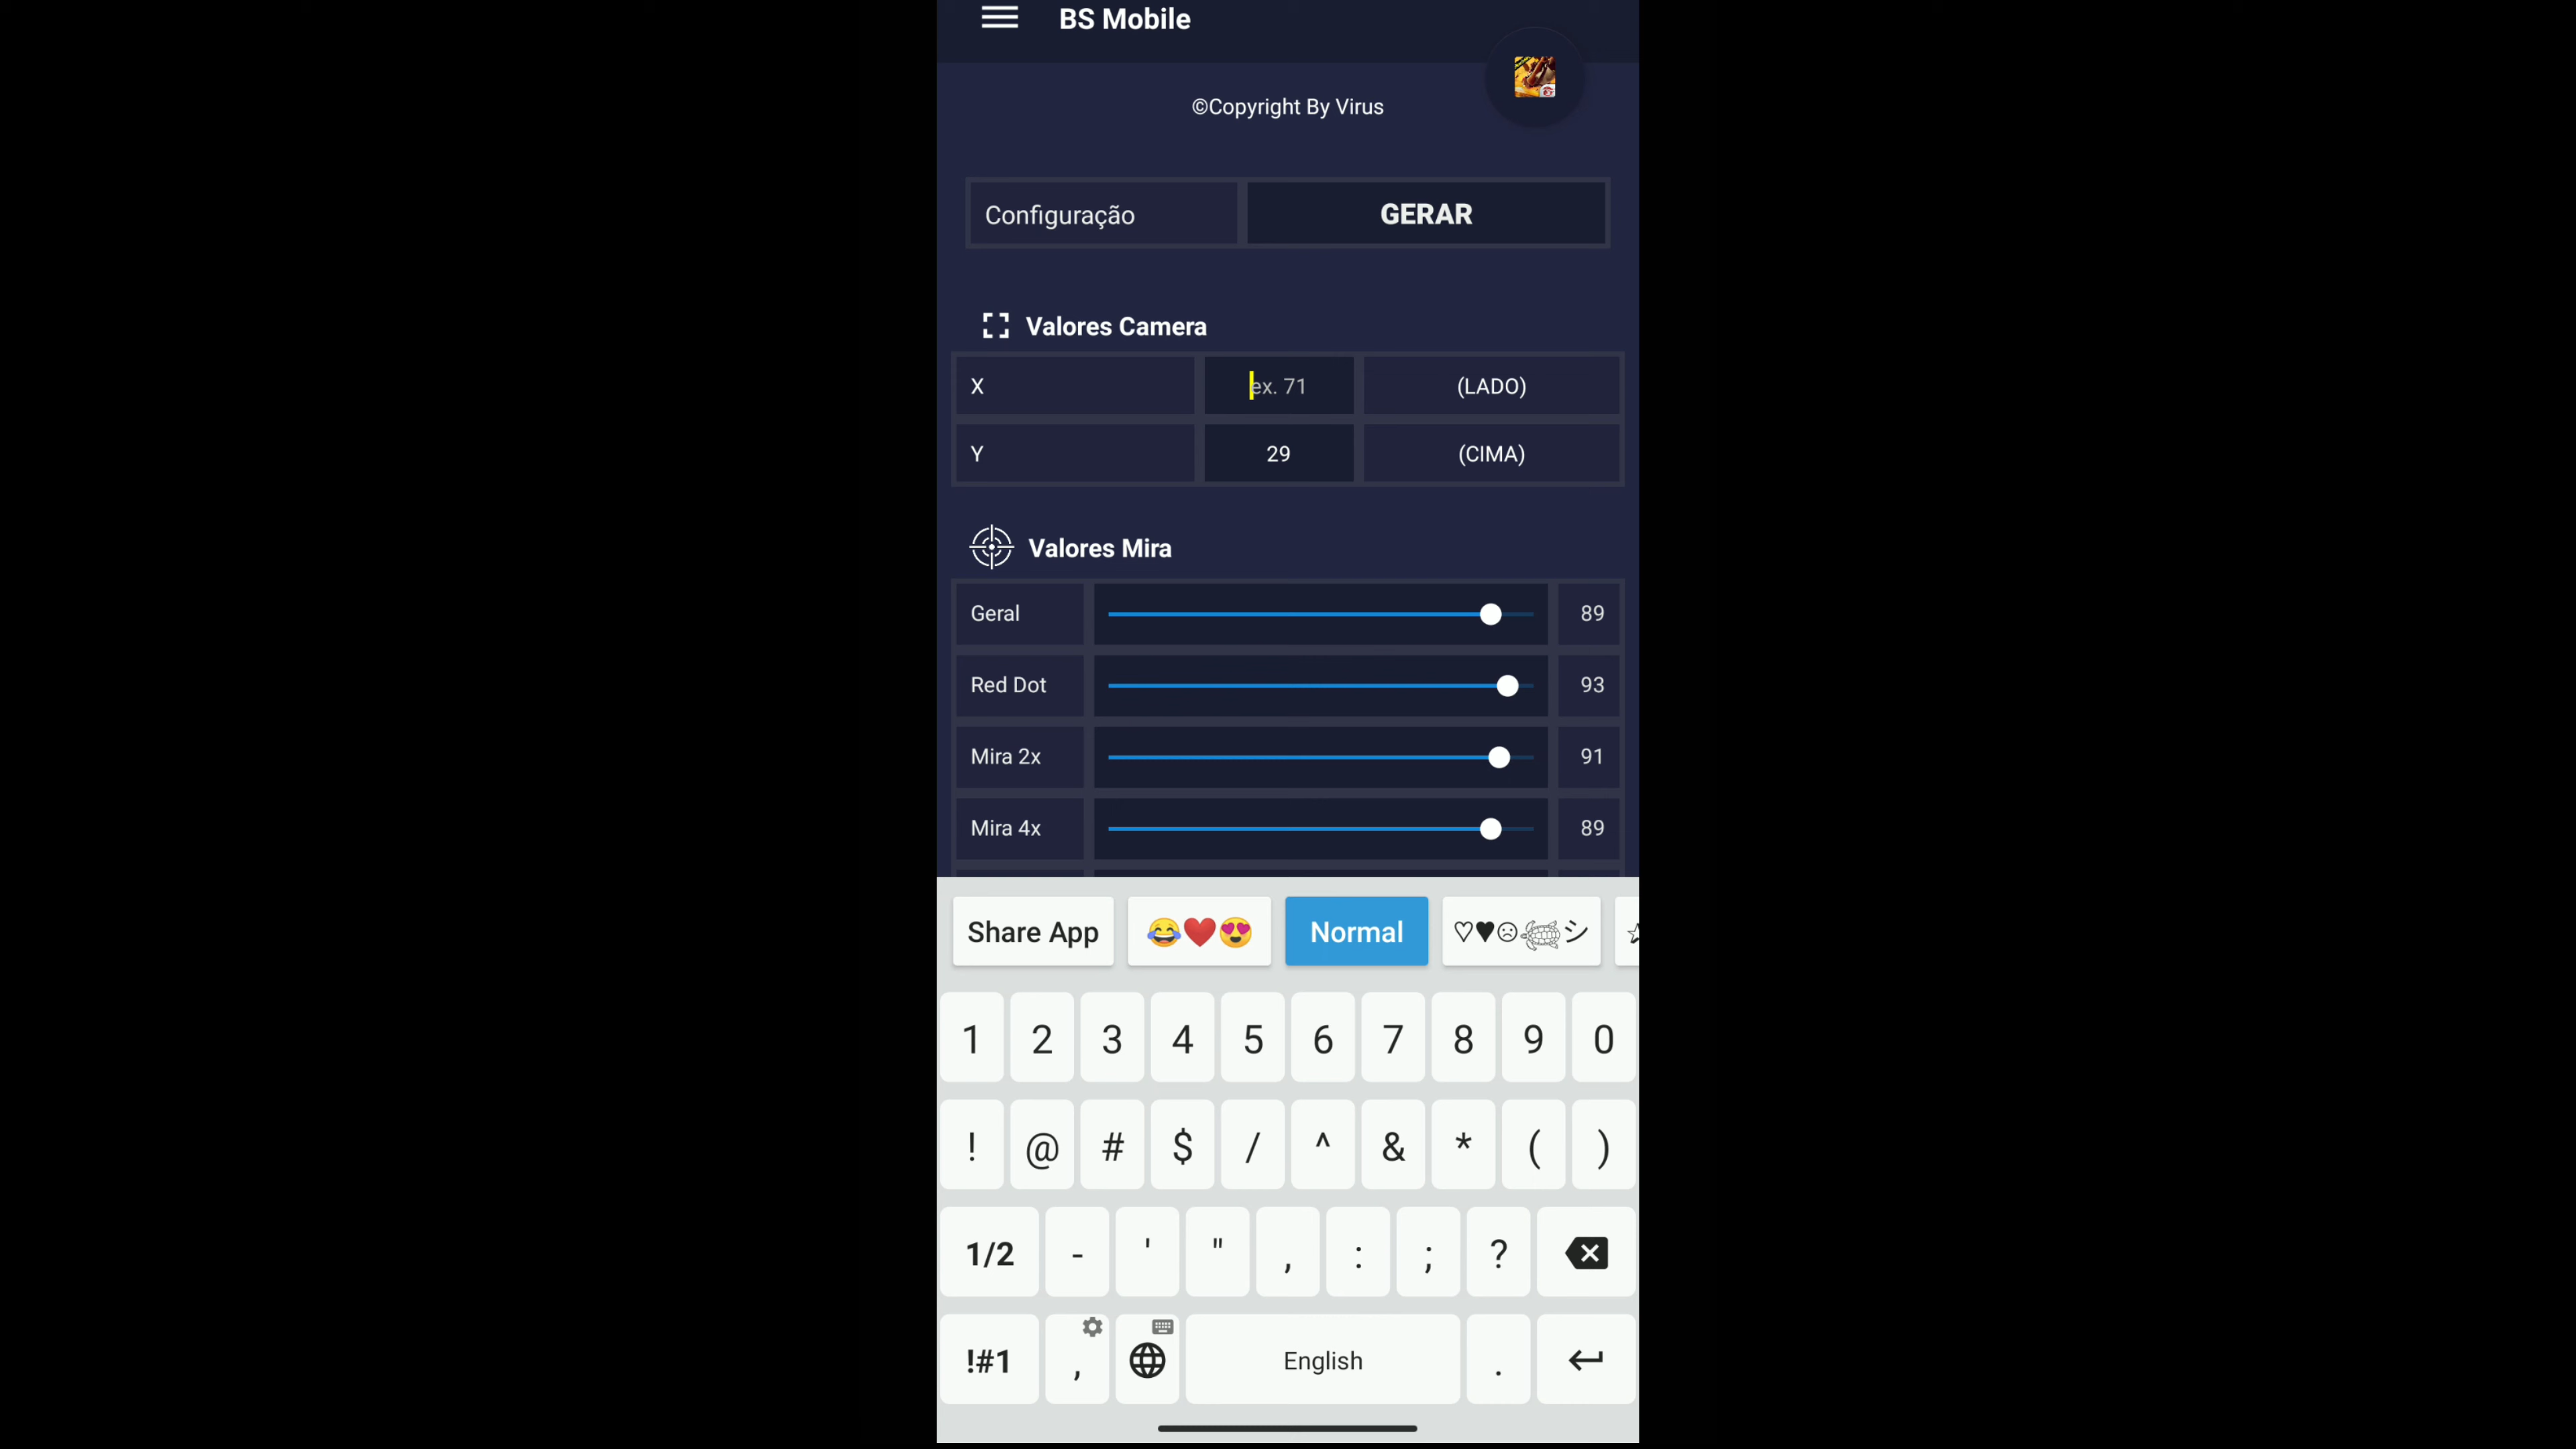 BS Mobile
©Copyright By Virus
Configuração GERAR
Valores Camera
X ex. 71 (LADO)
Y 29 (CIMA)
Valores Mira
Geral 89
Red Dot 93
Mira 2x 91
Mira 4x 89
Share App 😂❤️😍 Normal ♡♥☹🐢シ ☆
1 2 3 4 5 6 7 8 9 0
! @ # $ / ^ & * ( )
1/2 - ' " , : ; ?
!#1 , English .